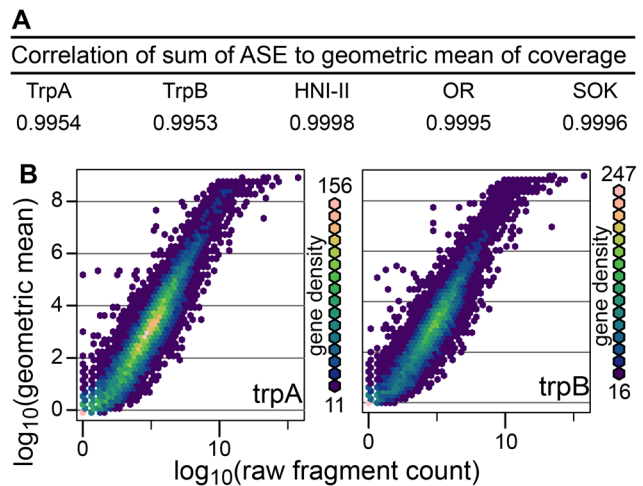 A
Correlation of sum of ASE to geometric mean of coverage
TrpA TrpB HNI-II OR SOK
0.9954 0.9953 0.9998 0.9995 0.9996
B
log10(geometric mean)
8
6
4
2
0
0 10
trpA
156
gene density
11
0 10
trpB
247
gene density
16
log10(raw fragment count)